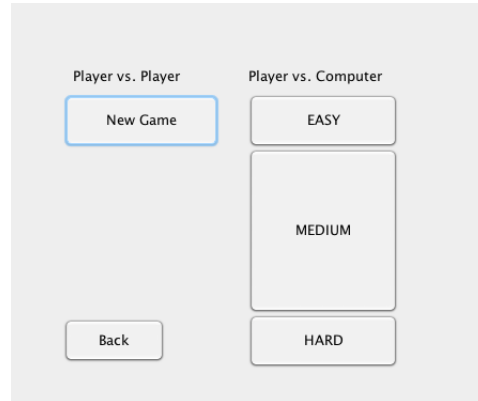 Player vs. Player
Player vs. Computer
New Game
EASY
MEDIUM
Back
HARD